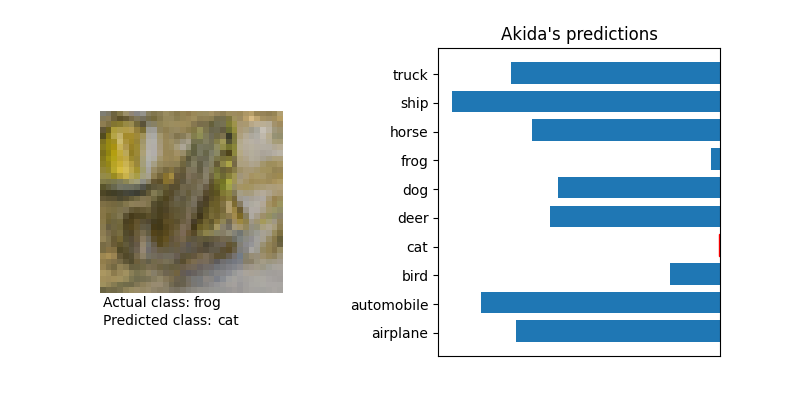 Akida's predictions
truck
ship
horse
frog
dog
deer
cat
bird
automobile
airplane
Actual class: frog
Predicted class: cat